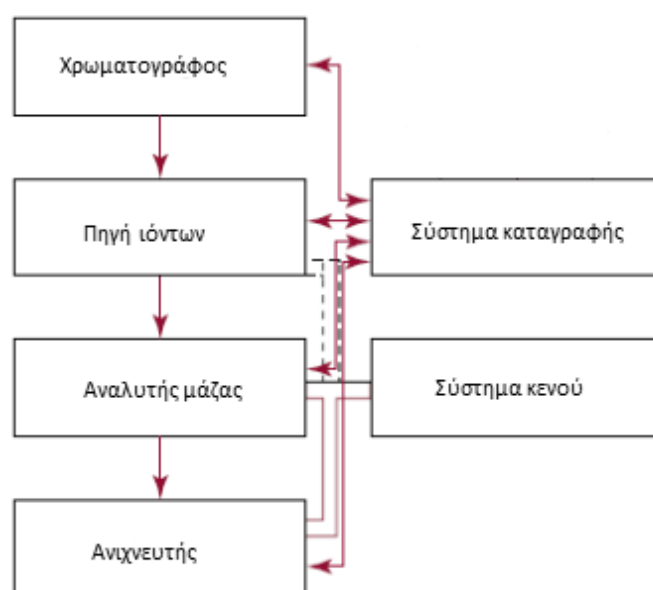 Χρωματογράφος
Πηγή ιόντων
Σύστημα καταγραφής
Αναλυτής μάζας
Σύστημα κενού
Ανιχνευτής